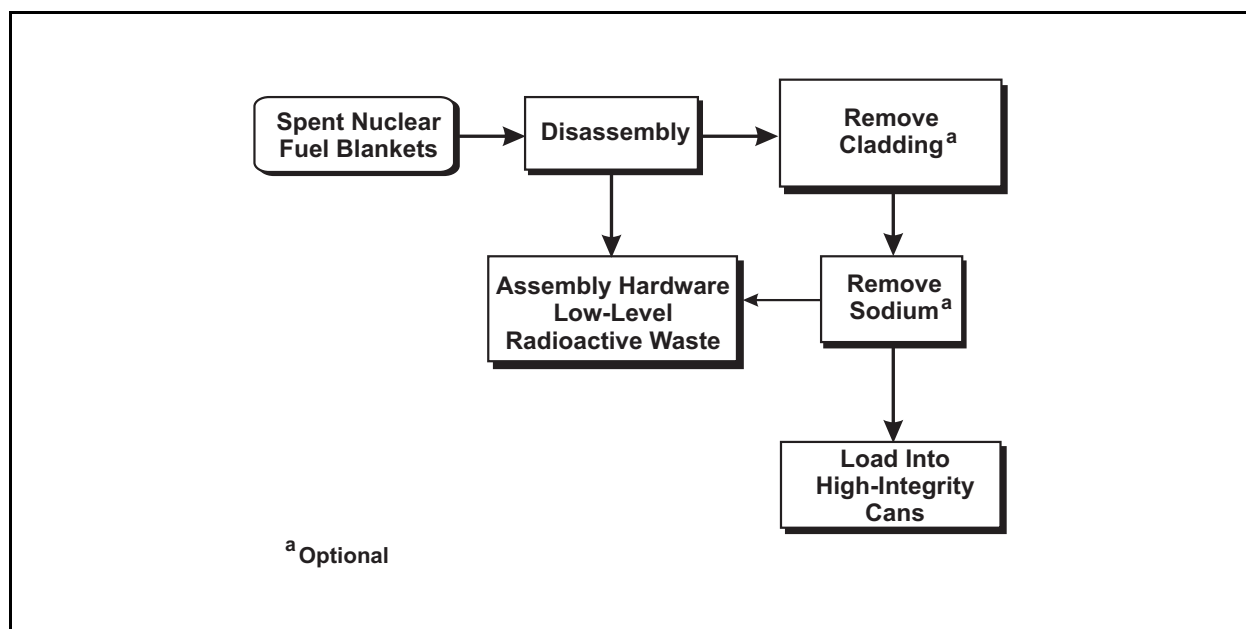 Spent Nuclear
Fuel Blankets
Disassembly
Remove
Cladding^a
Assembly Hardware
Low-Level
Radioactive Waste
Remove
Sodium^a
Load Into
High-Integrity
Cans
^a Optional